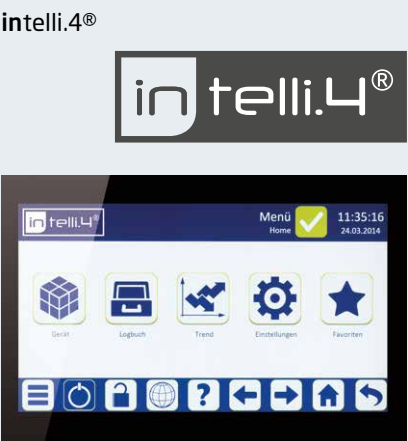 intelli.4®
intelli.4®
intelli.4®
Menü 11:35:16
Home 24.03.2014
Gerät Logbuch Trend Einstellungen Favoriten
?